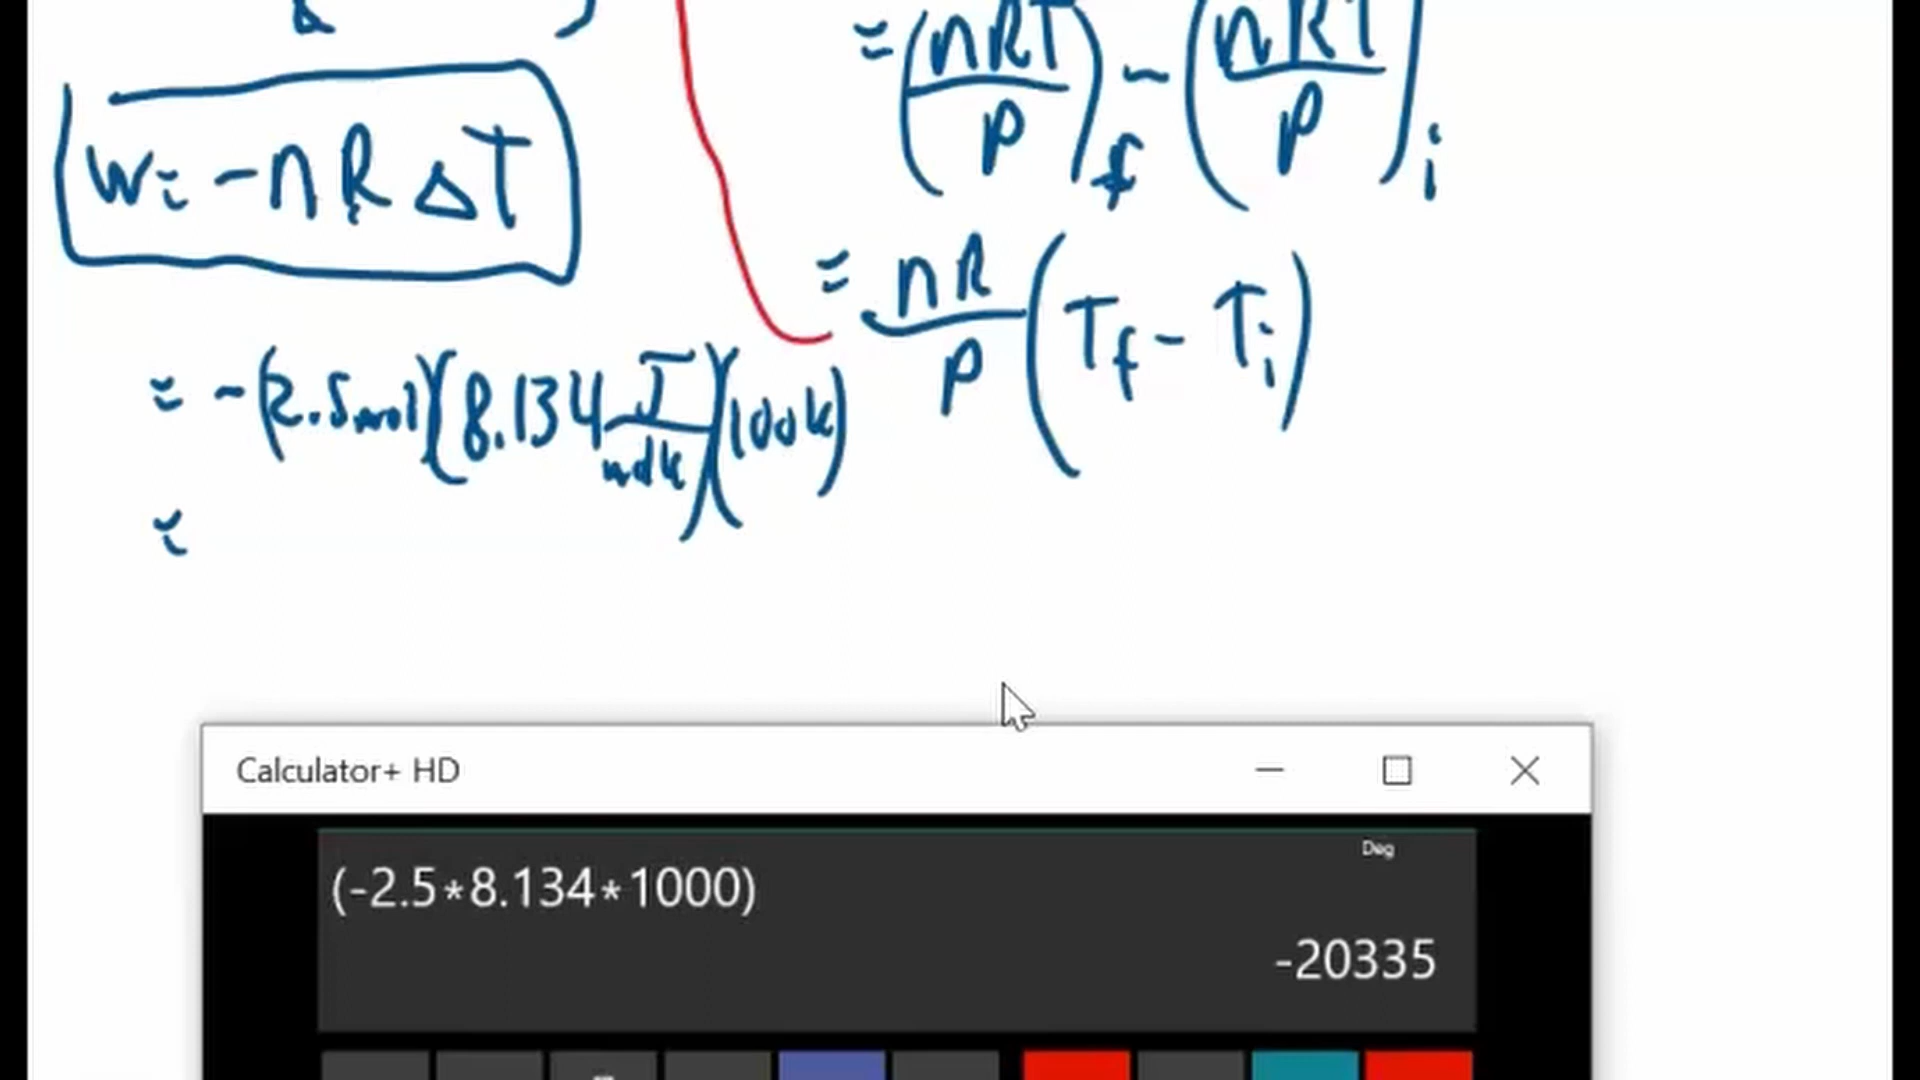 = (nRT/P)f - (nRT/P)i
W = -nRΔT
= nR/P (Tf - Ti)
= -(2.5mol)(8.134 J/molK)(100K)
=
Calculator+ HD
Deg
(-2.5*8.134*1000)
-20335